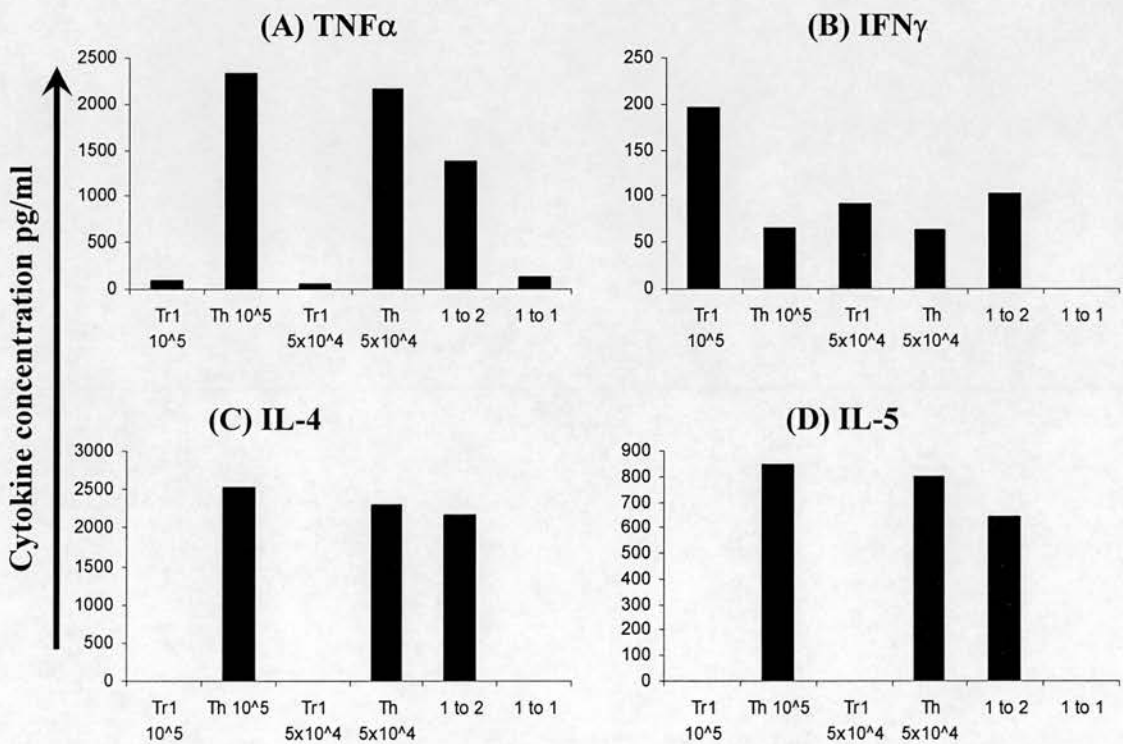 Cytokine concentration pg/ml
(A) TNFα
2500
2000
1500
1000
500
0
Tr1 Th 10^5 Tr1 Th 1 to 2 1 to 1
10^5 5x10^4 5x10^4
(B) IFNγ
250
200
150
100
50
0
Tr1 Th 10^5 Tr1 Th 1 to 2 1 to 1
10^5 5x10^4 5x10^4
(C) IL-4
3000
2500
2000
1500
1000
500
0
Tr1 Th 10^5 Tr1 Th 1 to 2 1 to 1
10^5 5x10^4 5x10^4
(D) IL-5
900
800
700
600
500
400
300
200
100
0
Tr1 Th 10^5 Tr1 Th 1 to 2 1 to 1
10^5 5x10^4 5x10^4